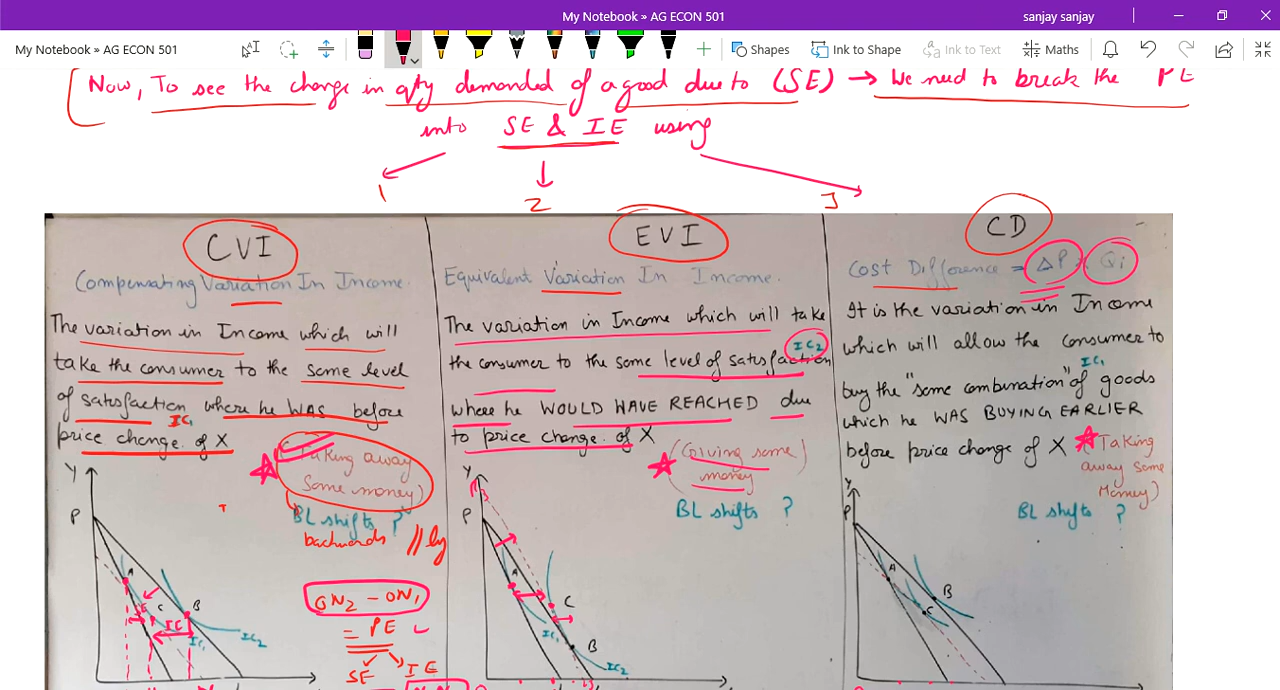 My Notebook » AG ECON 501
sanjay sanjay
My Notebook » AG ECON 501
Shapes
Ink to Shape
Ink to Text
Maths
Now, To see the change in qty demanded of a good due to (SE) → We need to break the PE
into SE & IE using
1
2
3
CVI
Compensating Variation In Income.
The variation in Income which will
take the consumer to the same level
of satisfaction where he WAS before
IC1
price change of X
(Taking away
some money)
BL shifts ?
backwards // ly
Y
P
A
B
C
SE
IE
IC1
IC2
ON2 - ON1
= PE
SE IE
EVI
Equivalent Variation In Income.
The variation in Income which will take
IC2
the consumer to the same level of satisfaction
where he WOULD HAVE REACHED due
to price change of X
(Giving some
money)
BL shifts ?
Y
P
A
C
B
IC1
IC2
CD
Cost Difference = ΔP × Qi
It is the variation in Income
which will allow the consumer to
IC1
buy the "same combination" of goods
which he WAS BUYING EARLIER
before price change of X (Taking
away some
Money)
BL shifts ?
Y
P
A
B
C